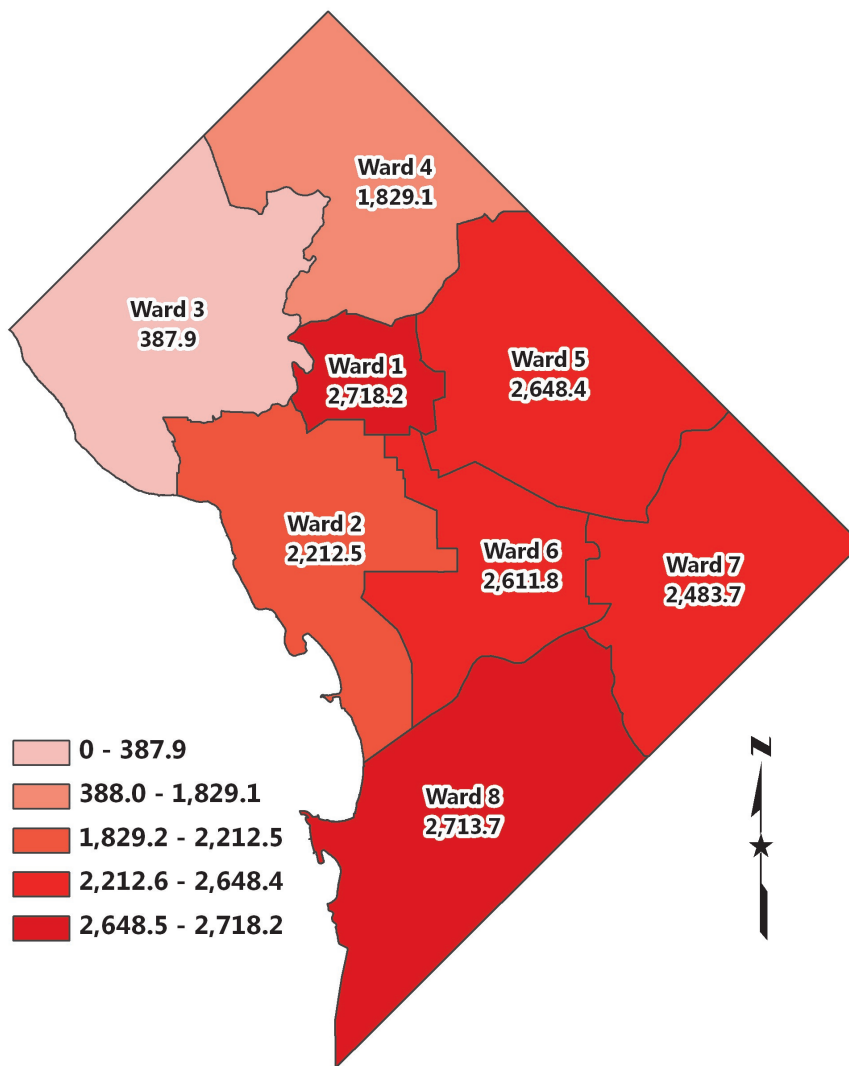 Ward 4
1,829.1
Ward 3
387.9
Ward 1
2,718.2
Ward 5
2,648.4
Ward 2
2,212.5
Ward 6
2,611.8
Ward 7
2,483.7
Ward 8
2,713.7
0 - 387.9
388.0 - 1,829.1
1,829.2 - 2,212.5
2,212.6 - 2,648.4
2,648.5 - 2,718.2
N